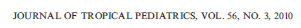 JOURNAL OF TROPICAL PEDIATRICS, VOL. 56, NO. 3, 2010